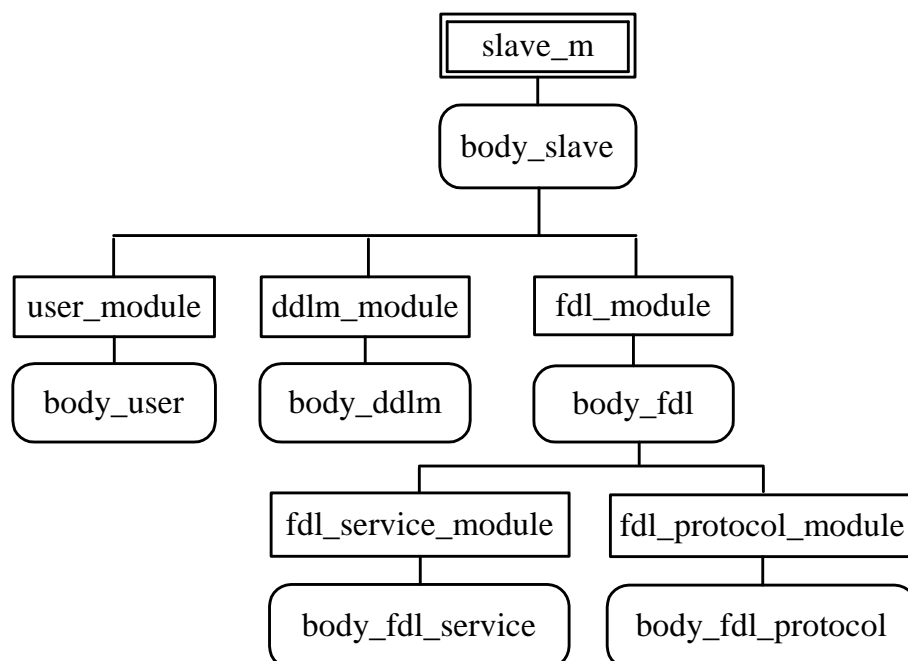 slave_m
body_slave
user_module
ddlm_module
fdl_module
body_user
body_ddlm
body_fdl
fdl_service_module
fdl_protocol_module
body_fdl_service
body_fdl_protocol